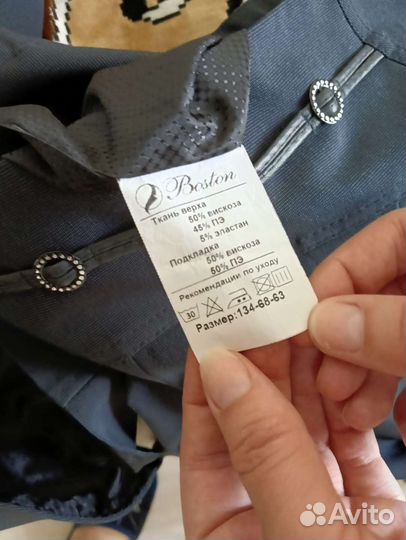 Boston
Ткань верха
50% вискоза
45% ПЭ
5% эластан
Подкладка
50% вискоза
50% ПЭ
Рекомендации по уходу
30
Размер:134-68-63
Avito